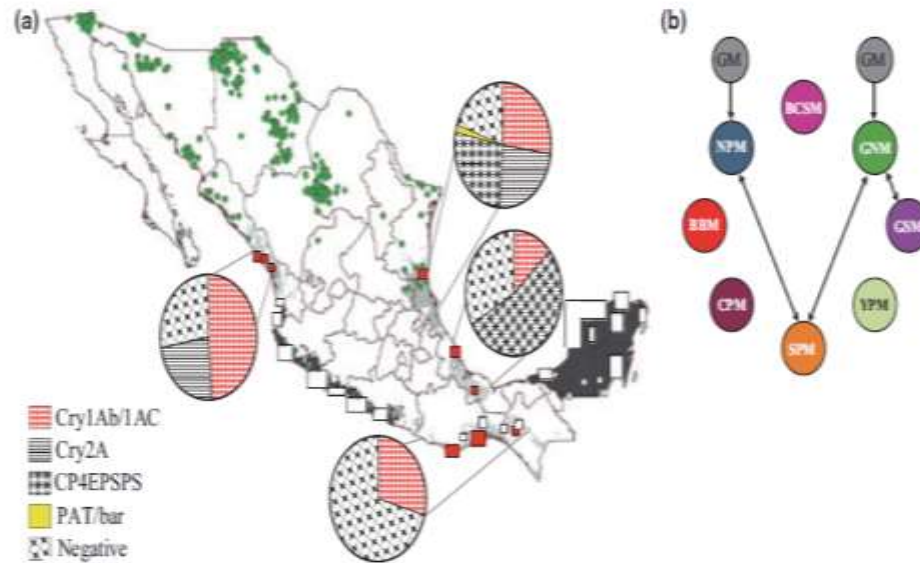 (a)
Cry1Ab/1AC
Cry2A
CP4EPSPS
PAT/bar
Negative
(b)
GM
GM
BCSM
NPM
GNM
RBM
GSM
CPM
YPM
SPM